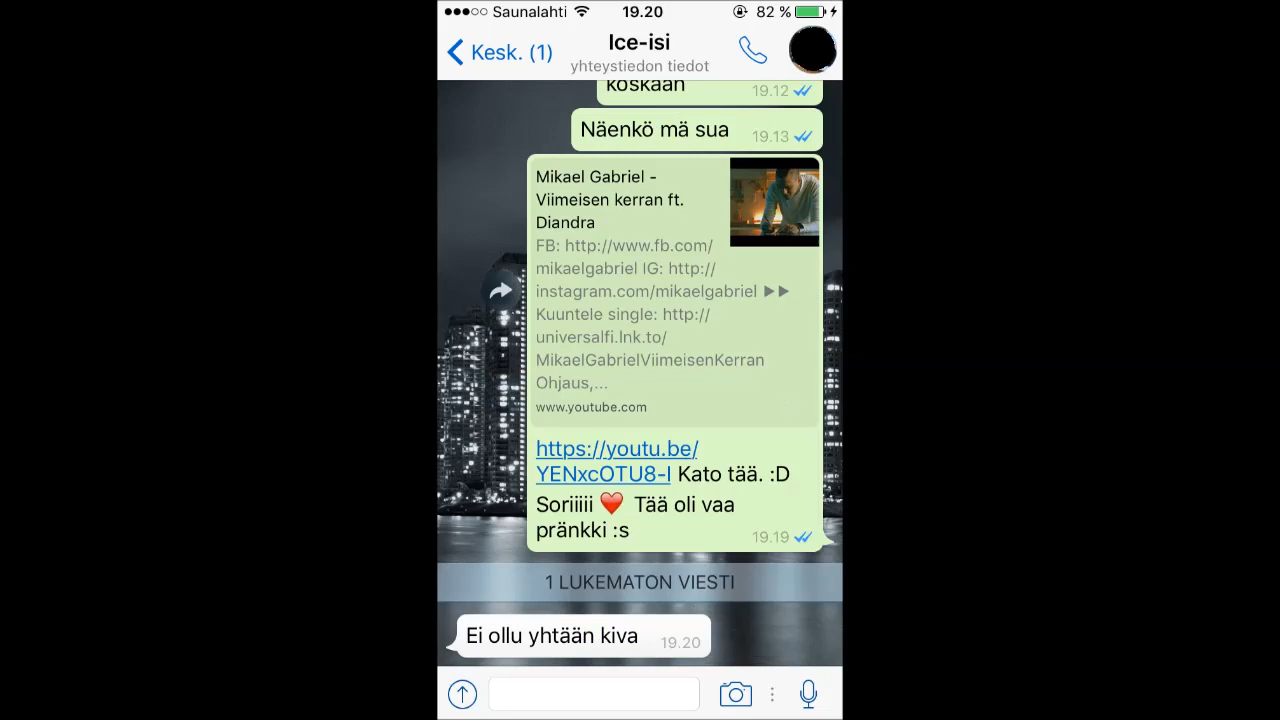 Saunalahti 19.20 82 %
Kesk. (1) Ice-isi
yhteystiedon tiedot
koskaan 19.12
Näenkö mä sua 19.13
Mikael Gabriel -
Viimeisen kerran ft.
Diandra
FB: http://www.fb.com/
mikaelgabriel IG: http://
instagram.com/mikaelgabriel ▶▶
Kuuntele single: http://
universalfi.lnk.to/
MikaelGabrielViimeisenKerran
Ohjaus,...
www.youtube.com
https://youtu.be/
YENxcOTU8-I Kato tää. :D
Soriiiii ❤️ Tää oli vaa
pränkki :s 19.19
1 LUKEMATON VIESTI
Ei ollu yhtään kiva 19.20